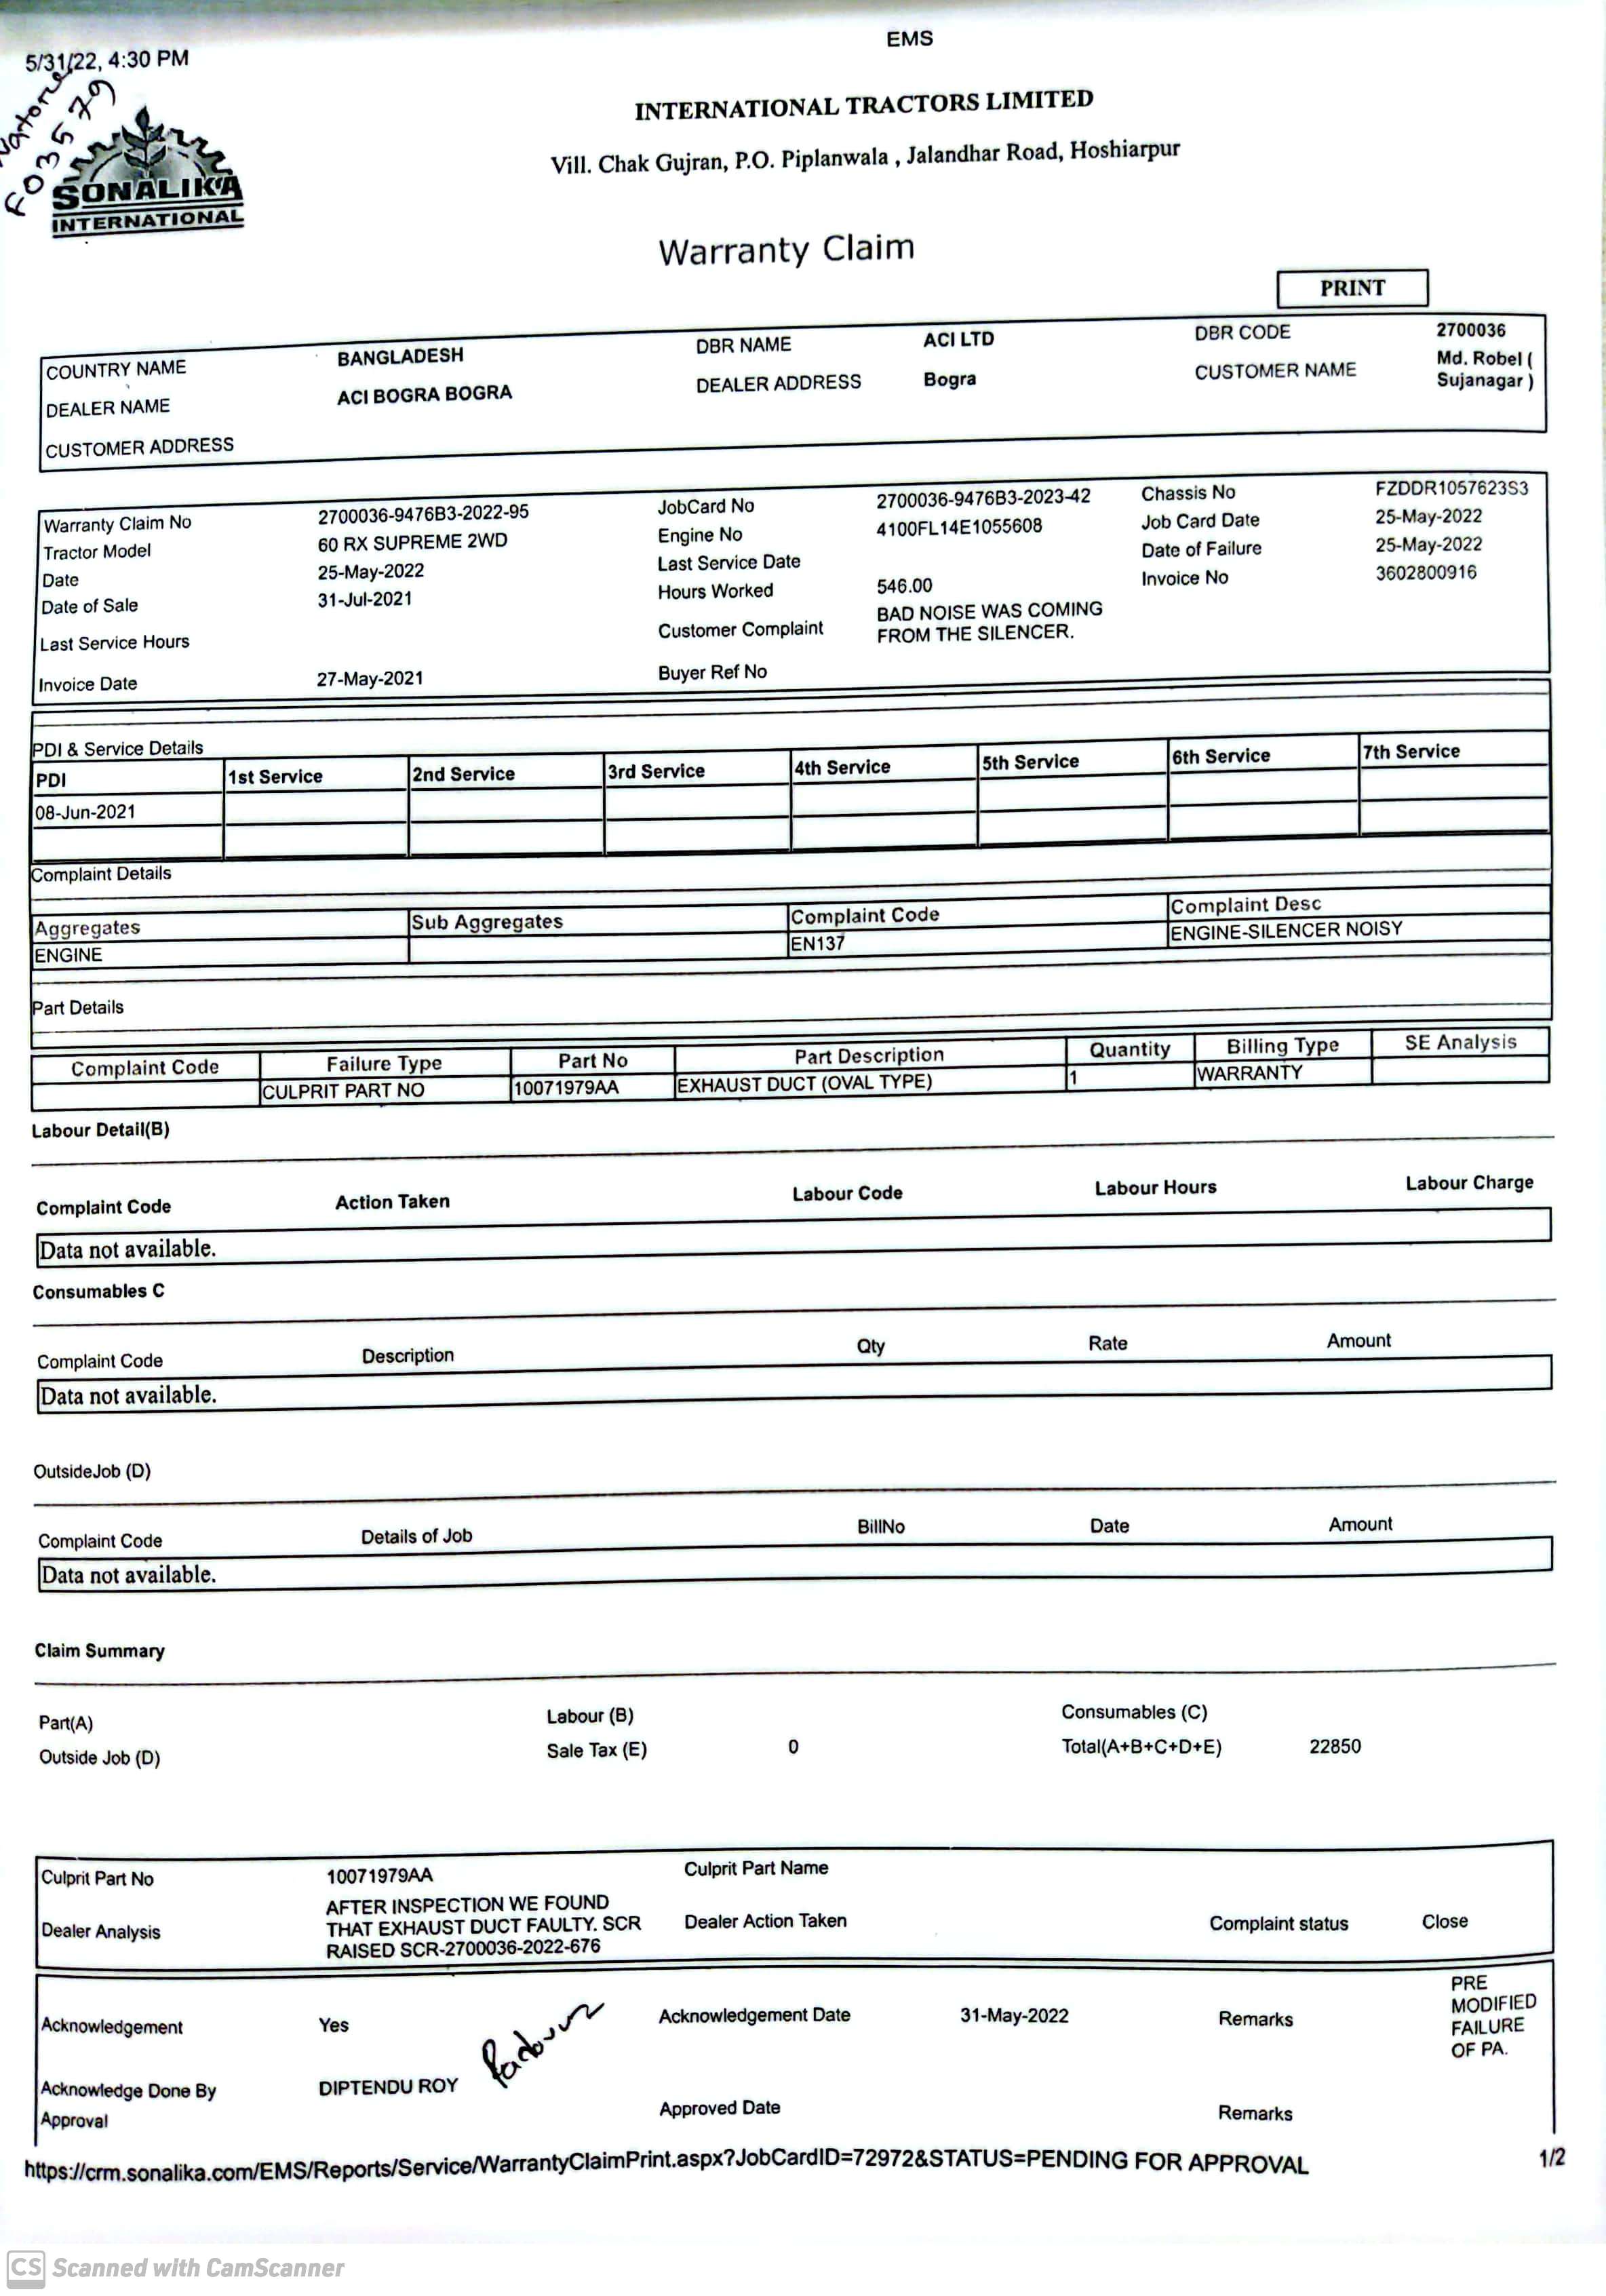 5/31/22, 4:30 PM
EMS
F03579
SONALIKA
INTERNATIONAL
INTERNATIONAL TRACTORS LIMITED
Vill. Chak Gujran, P.O. Piplanwala , Jalandhar Road, Hoshiarpur
Warranty Claim
PRINT
COUNTRY NAME BANGLADESH DBR NAME ACI LTD DBR CODE 2700036
DEALER NAME ACI BOGRA BOGRA DEALER ADDRESS Bogra CUSTOMER NAME Md. Robel ( Sujanagar )
CUSTOMER ADDRESS
Warranty Claim No 2700036-9476B3-2022-95 JobCard No 2700036-9476B3-2023-42 Chassis No FZDDR1057623S3
Tractor Model 60 RX SUPREME 2WD Engine No 4100FL14E1055608 Job Card Date 25-May-2022
Date 25-May-2022 Last Service Date Date of Failure 25-May-2022
Date of Sale 31-Jul-2021 Hours Worked 546.00 Invoice No 3602800916
Last Service Hours Customer Complaint BAD NOISE WAS COMING
FROM THE SILENCER.
Invoice Date 27-May-2021 Buyer Ref No
PDI & Service Details
PDI 1st Service 2nd Service 3rd Service 4th Service 5th Service 6th Service 7th Service
08-Jun-2021
Complaint Details
Aggregates Sub Aggregates Complaint Code Complaint Desc
ENGINE EN137 ENGINE-SILENCER NOISY
Part Details
Complaint Code Failure Type Part No Part Description Quantity Billing Type SE Analysis
CULPRIT PART NO 10071979AA EXHAUST DUCT (OVAL TYPE) 1 WARRANTY
Labour Detail(B)
Complaint Code Action Taken Labour Code Labour Hours Labour Charge
Data not available.
Consumables C
Complaint Code Description Qty Rate Amount
Data not available.
OutsideJob (D)
Complaint Code Details of Job BillNo Date Amount
Data not available.
Claim Summary
Part(A) Labour (B) Consumables (C)
Outside Job (D) Sale Tax (E) 0 Total(A+B+C+D+E) 22850
Culprit Part No 10071979AA Culprit Part Name
Dealer Analysis AFTER INSPECTION WE FOUND
THAT EXHAUST DUCT FAULTY. SCR
RAISED SCR-2700036-2022-676 Dealer Action Taken Complaint status Close
Acknowledgement Yes Acknowledgement Date 31-May-2022 Remarks PRE
MODIFIED
FAILURE
OF PA.
Acknowledge Done By DIPTENDU ROY
Approval Approved Date Remarks
https://crm.sonalika.com/EMS/Reports/Service/WarrantyClaimPrint.aspx?JobCardID=72972&STATUS=PENDING FOR APPROVAL 1/2
CS Scanned with CamScanner